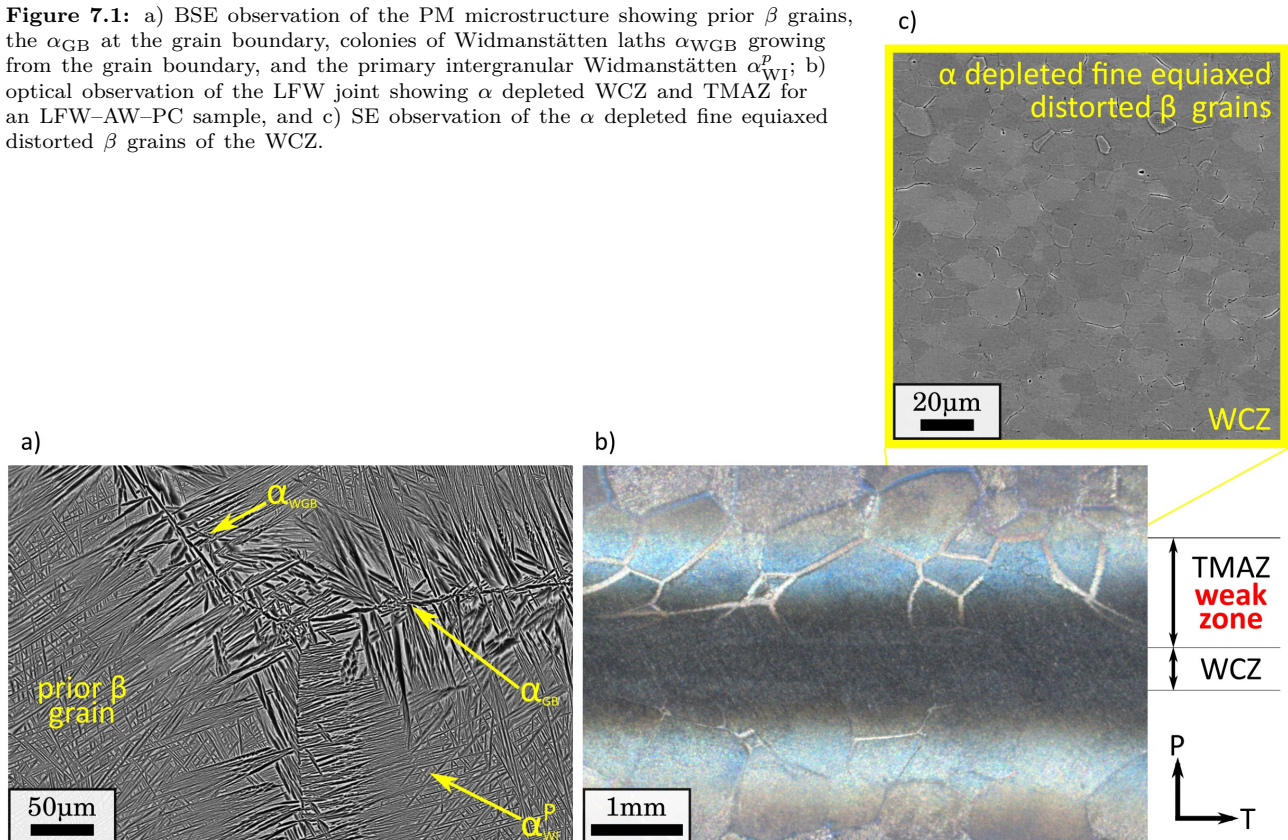 Figure 7.1: a) BSE observation of the PM microstructure showing prior β grains,
the αGB at the grain boundary, colonies of Widmanstätten laths αWGB growing
from the grain boundary, and the primary intergranular Widmanstätten α^p_WI; b)
optical observation of the LFW joint showing α depleted WCZ and TMAZ for
an LFW–AW–PC sample, and c) SE observation of the α depleted fine equiaxed
distorted β grains of the WCZ.
c)
α depleted fine equiaxed
distorted β grains
20µm
WCZ
a)
αWGB
αGB
prior β
grain
α^P_WI
50µm
b)
1mm
TMAZ
weak
zone
WCZ
P
T